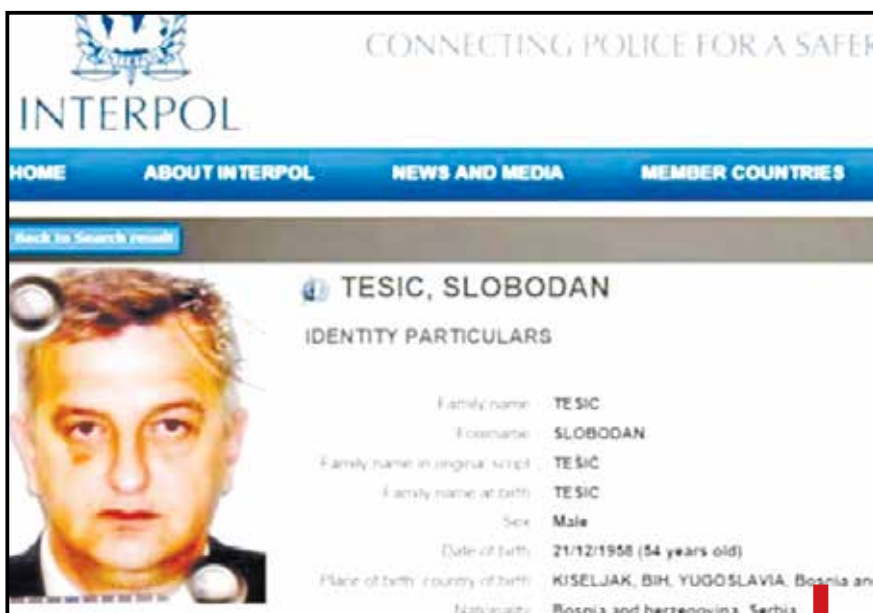 CONNECTING POLICE FOR A SAFER
INTERPOL
HOME ABOUT INTERPOL NEWS AND MEDIA MEMBER COUNTRIES
Back to Search result
TESIC, SLOBODAN
IDENTITY PARTICULARS
Family name : TESIC
Forename : SLOBODAN
Family name in original script : TEŠIĆ
Family name at birth : TESIC
Sex : Male
Date of birth : 21/12/1958 (54 years old)
Place of birth, country of birth : KISELJAK, BIH, YUGOSLAVIA, Bosnia and
Nationality : Bosnia and herzegovina, Serbia